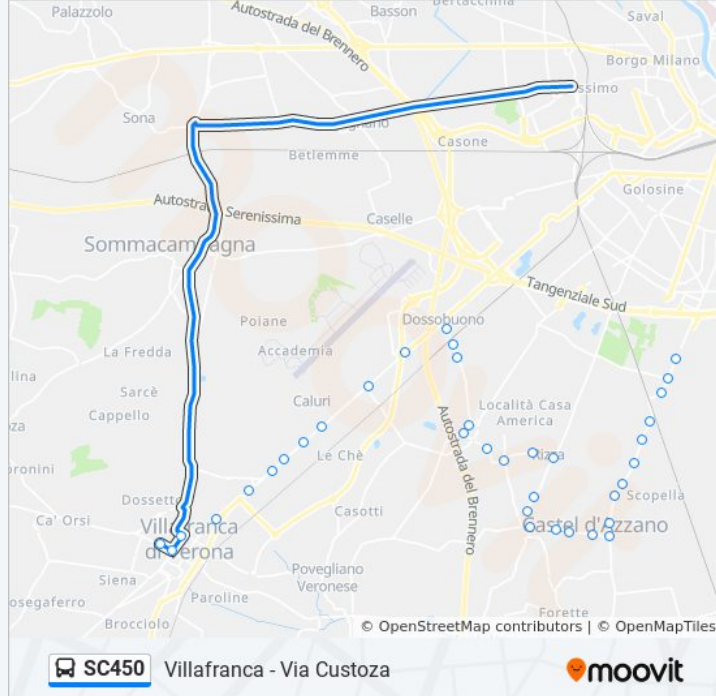 Palazzolo
Autostrada del Brennero
Basson
Bertacchina
Saval
Borgo Milano
Sona
Betlemme
Casone
Golosine
Autostrada Serenissima
Caselle
Sommacampagna
Tangenziale Sud
Poiane
Dossobuono
La Fredda
Accademia
Sarcè
Caluri
Località Casa
America
Cappello
Autostrada del Brennero
Le Chè
Rizza
Dossetto
Casotti
Scopella
Ca' Orsi
Villafranca
di Verona
Castel d'Azzano
Siena
Povegliano
Veronese
Paroline
Forette
Brocciolo
© OpenStreetMap contributors | © OpenMapTiles
SC450 Villafranca - Via Custoza
moovit